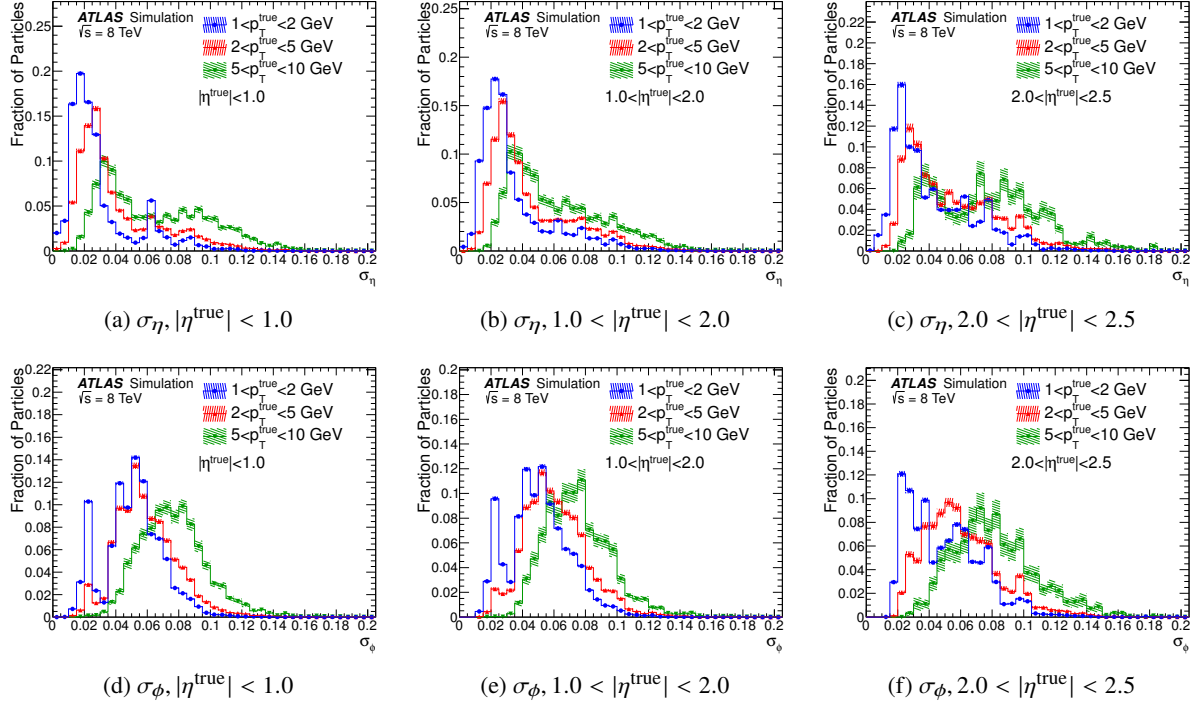 Fraction of Particles
0.25
0.2
0.15
0.1
0.05
0
ATLAS Simulation
√s = 8 TeV
1<p_T^true<2 GeV
2<p_T^true<5 GeV
5<p_T^true<10 GeV
|η^true|<1.0
0 0.02 0.04 0.06 0.08 0.1 0.12 0.14 0.16 0.18 0.2
σ_η
(a) σ_η, |η^true| < 1.0
Fraction of Particles
0.25
0.2
0.15
0.1
0.05
0
ATLAS Simulation
√s = 8 TeV
1<p_T^true<2 GeV
2<p_T^true<5 GeV
5<p_T^true<10 GeV
1.0<|η^true|<2.0
0 0.02 0.04 0.06 0.08 0.1 0.12 0.14 0.16 0.18 0.2
σ_η
(b) σ_η, 1.0 < |η^true| < 2.0
Fraction of Particles
0.22
0.2
0.18
0.16
0.14
0.12
0.1
0.08
0.06
0.04
0.02
0
ATLAS Simulation
√s = 8 TeV
1<p_T^true<2 GeV
2<p_T^true<5 GeV
5<p_T^true<10 GeV
2.0<|η^true|<2.5
0 0.02 0.04 0.06 0.08 0.1 0.12 0.14 0.16 0.18 0.2
σ_η
(c) σ_η, 2.0 < |η^true| < 2.5
Fraction of Particles
0.22
0.2
0.18
0.16
0.14
0.12
0.1
0.08
0.06
0.04
0.02
0
ATLAS Simulation
√s = 8 TeV
1<p_T^true<2 GeV
2<p_T^true<5 GeV
5<p_T^true<10 GeV
|η^true|<1.0
0 0.02 0.04 0.06 0.08 0.1 0.12 0.14 0.16 0.18 0.2
σ_ϕ
(d) σ_ϕ, |η^true| < 1.0
Fraction of Particles
0.2
0.18
0.16
0.14
0.12
0.1
0.08
0.06
0.04
0.02
0
ATLAS Simulation
√s = 8 TeV
1<p_T^true<2 GeV
2<p_T^true<5 GeV
5<p_T^true<10 GeV
1.0<|η^true|<2.0
0 0.02 0.04 0.06 0.08 0.1 0.12 0.14 0.16 0.18 0.2
σ_ϕ
(e) σ_ϕ, 1.0 < |η^true| < 2.0
Fraction of Particles
0.2
0.18
0.16
0.14
0.12
0.1
0.08
0.06
0.04
0.02
0
ATLAS Simulation
√s = 8 TeV
1<p_T^true<2 GeV
2<p_T^true<5 GeV
5<p_T^true<10 GeV
2.0<|η^true|<2.5
0 0.02 0.04 0.06 0.08 0.1 0.12 0.14 0.16 0.18 0.2
σ_ϕ
(f) σ_ϕ, 2.0 < |η^true| < 2.5